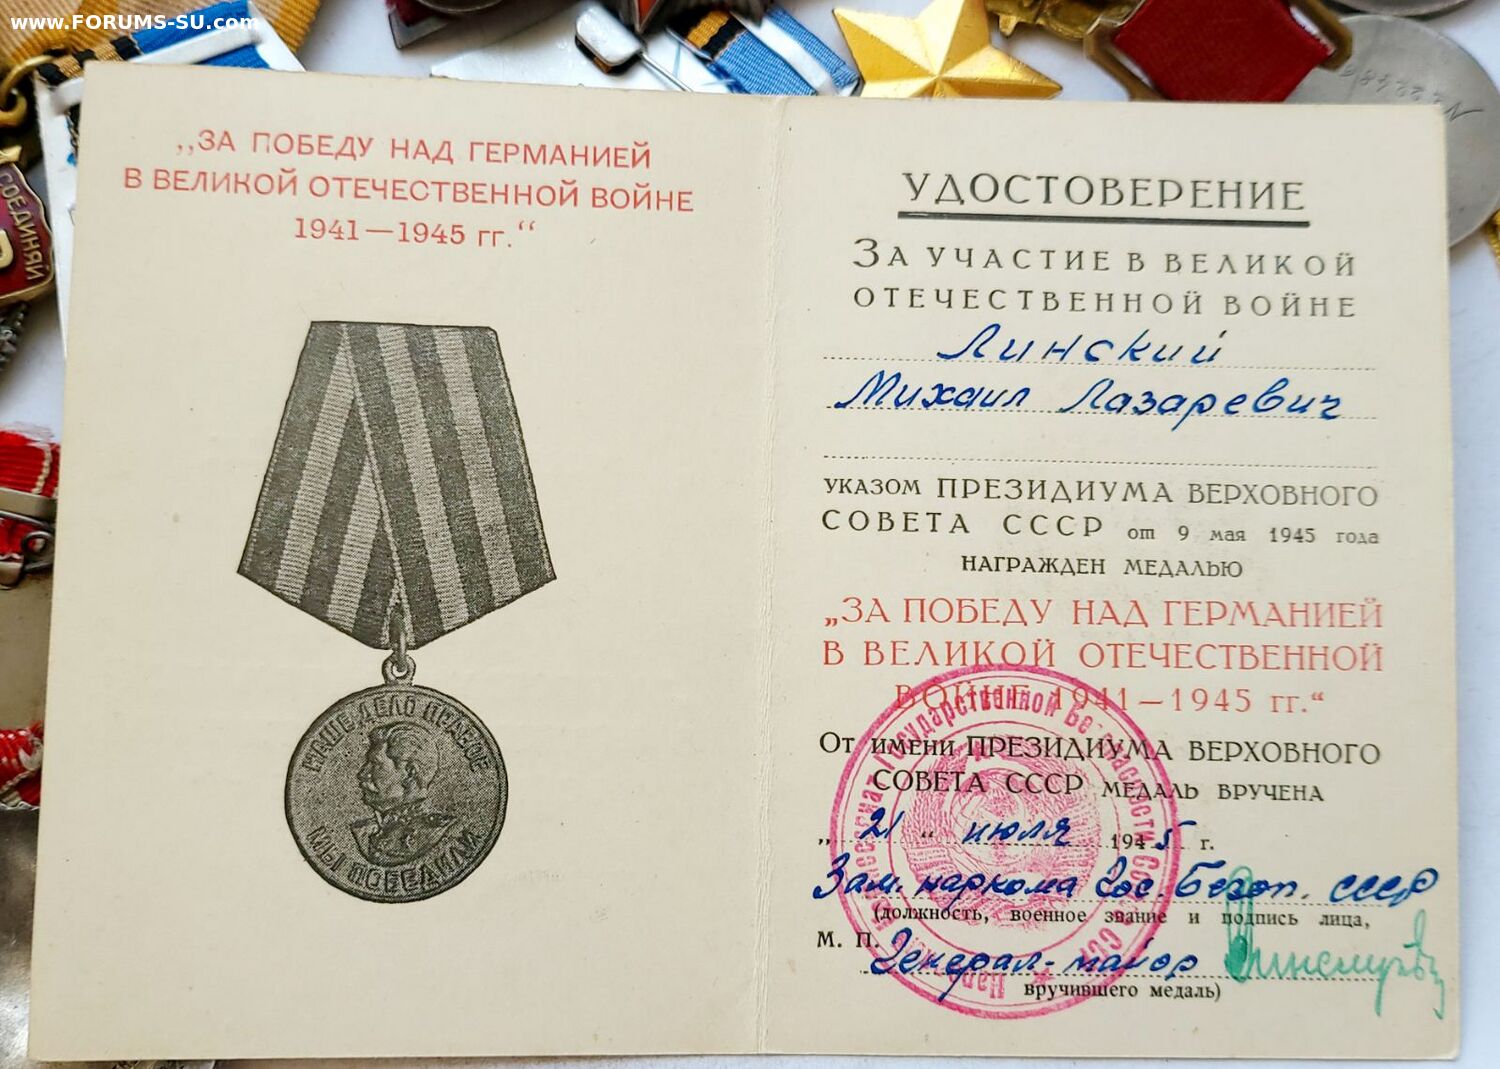 www.FORUMS-SU.com
СОЕДИНЯЙ
„ЗА ПОБЕДУ НАД ГЕРМАНИЕЙ
В ВЕЛИКОЙ ОТЕЧЕСТВЕННОЙ ВОЙНЕ
1941—1945 гг.“
НАШЕ ДЕЛО ПРАВОЕ
МЫ ПОБЕДИЛИ
УДОСТОВЕРЕНИЕ
ЗА УЧАСТИЕ В ВЕЛИКОЙ
ОТЕЧЕСТВЕННОЙ ВОЙНЕ
Линский
Михаил Лазаревич
УКАЗОМ ПРЕЗИДИУМА ВЕРХОВНОГО
СОВЕТА СССР от 9 мая 1945 года
НАГРАЖДЕН МЕДАЛЬЮ
„ЗА ПОБЕДУ НАД ГЕРМАНИЕЙ
В ВЕЛИКОЙ ОТЕЧЕСТВЕННОЙ
ВОЙНЕ 1941—1945 гг.“
От имени ПРЕЗИДИУМА ВЕРХОВНОГО
СОВЕТА СССР МЕДАЛЬ ВРУЧЕНА
„ 21 “ июля 1945 г.
Зам. наркома Гос. Безоп. СССР
(должность, военное звание и подпись лица,
М. П. Генерал-майор
вручившего медаль)
Государственной Безопасности